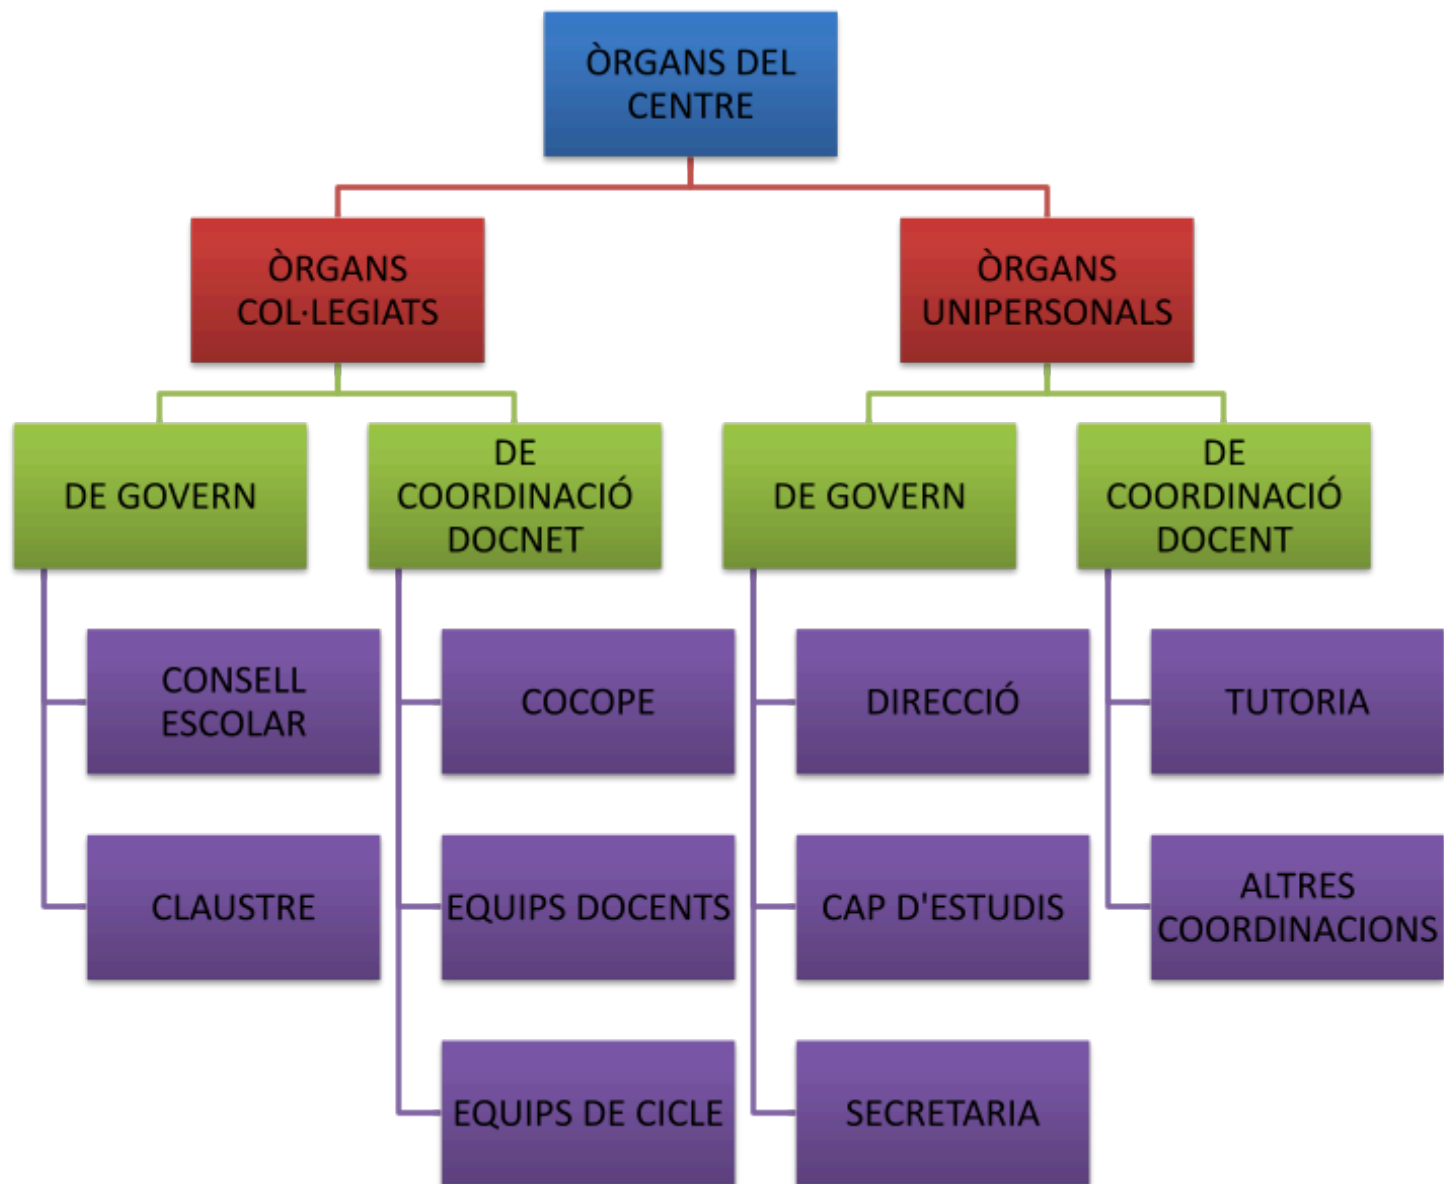 ÒRGANS DEL
CENTRE
ÒRGANS
COL·LEGIATS
ÒRGANS
UNIPERSONALS
DE GOVERN
DE
COORDINACIÓ
DOCNET
DE GOVERN
DE
COORDINACIÓ
DOCENT
CONSELL
ESCOLAR
COCOPE
DIRECCIÓ
TUTORIA
CLAUSTRE
EQUIPS DOCENTS
CAP D'ESTUDIS
ALTRES
COORDINACIONS
EQUIPS DE CICLE
SECRETARIA